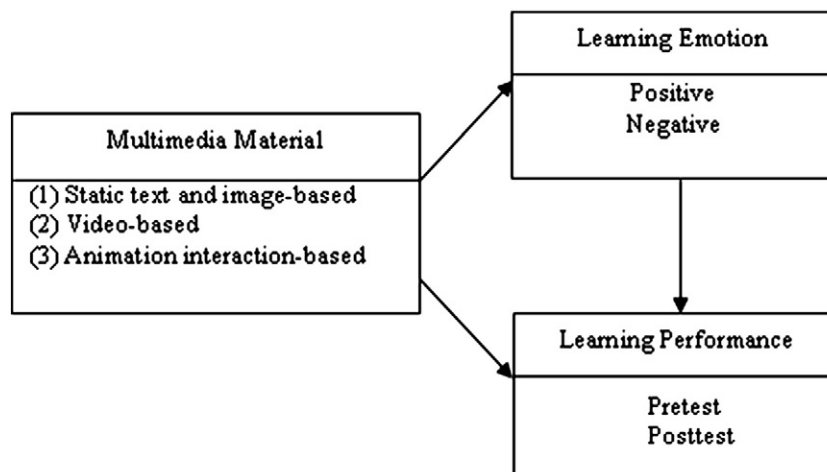 Learning Emotion
Positive
Negative
Multimedia Material
(1) Static text and image-based
(2) Video-based
(3) Animation interaction-based
Learning Performance
Pretest
Posttest